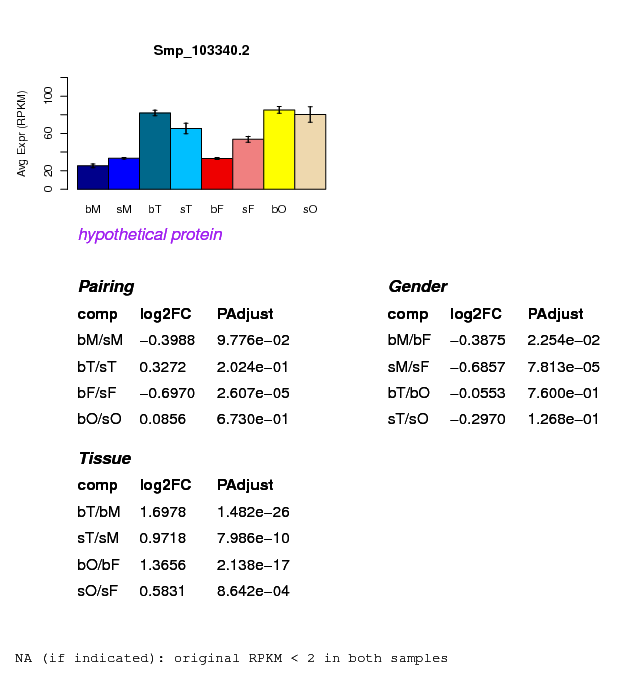 Smp_103340.2
Avg Expr (RPKM)
0 20 60 100
bM sM bT sT bF sF bO sO
hypothetical protein
Pairing
comp log2FC PAdjust
bM/sM −0.3988 9.776e−02
bT/sT 0.3272 2.024e−01
bF/sF −0.6970 2.607e−05
bO/sO 0.0856 6.730e−01
Gender
comp log2FC PAdjust
bM/bF −0.3875 2.254e−02
sM/sF −0.6857 7.813e−05
bT/bO −0.0553 7.600e−01
sT/sO −0.2970 1.268e−01
Tissue
comp log2FC PAdjust
bT/bM 1.6978 1.482e−26
sT/sM 0.9718 7.986e−10
bO/bF 1.3656 2.138e−17
sO/sF 0.5831 8.642e−04
NA (if indicated): original RPKM < 2 in both samples